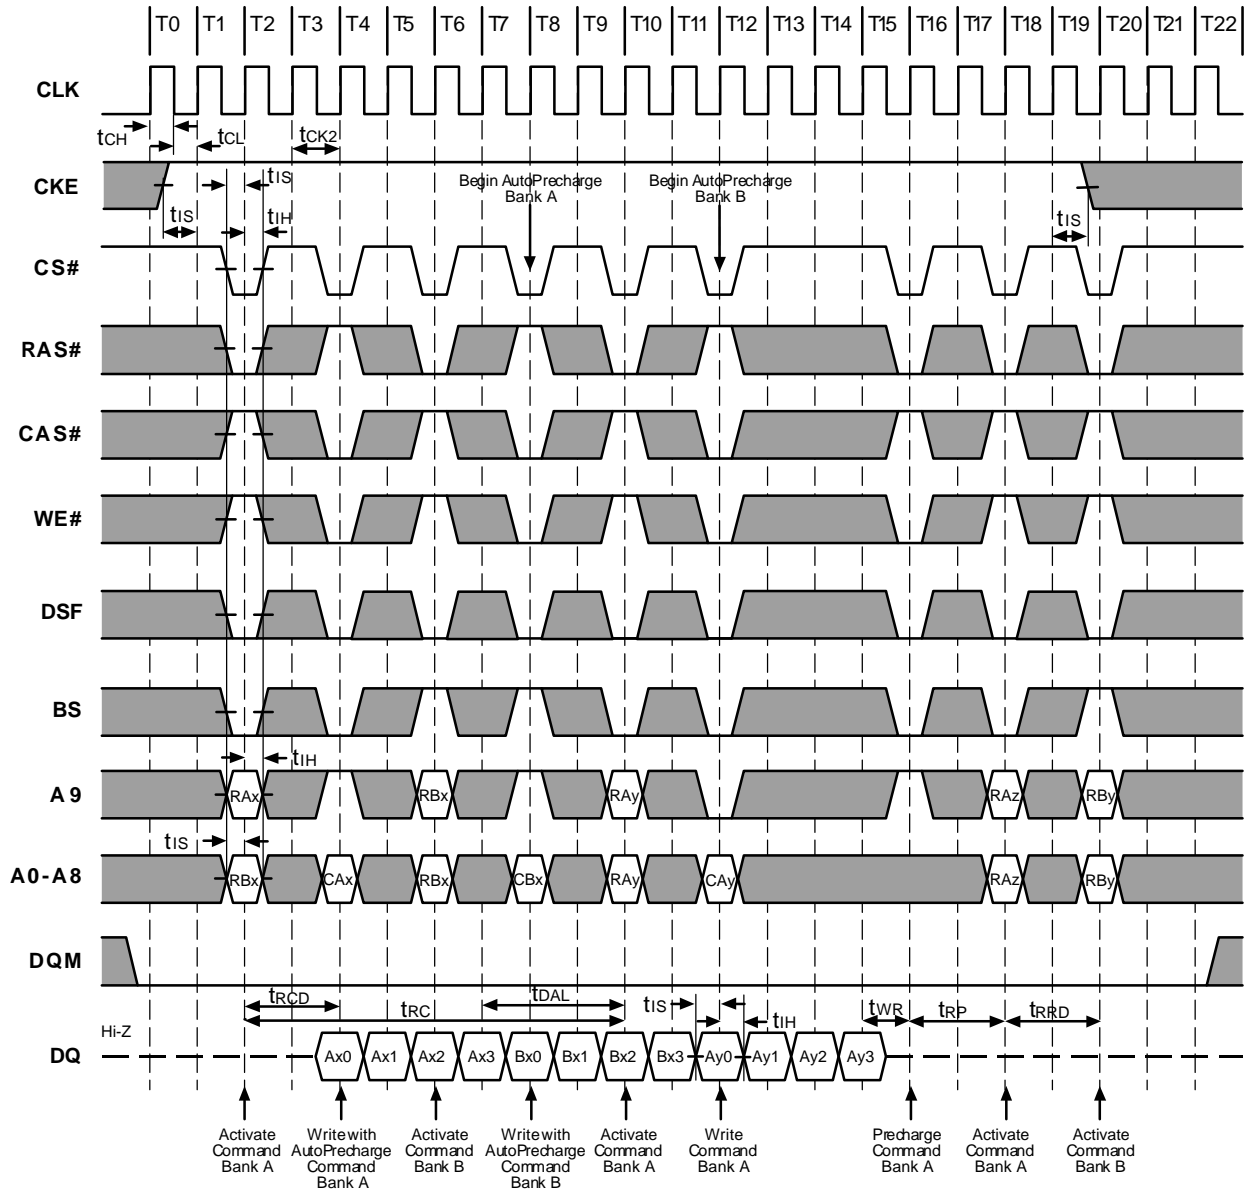 T0 T1 T2 T3 T4 T5 T6 T7 T8 T9 T10 T11 T12 T13 T14 T15 T16 T17 T18 T19 T20 T21 T22
CLK
tCH tCL tCK2
CKE
tIS
Begin AutoPrecharge
Bank A
Begin AutoPrecharge
Bank B
tIS tIH tIS
CS#
RAS#
CAS#
WE#
DSF
BS
tIH
A9
RAx RBx RAy RAz RBy
tIS
A0-A8
RBx CAx RBx CBx RAy CAy RAz RBy
DQM
tRCD tRC tDAL tIS tIH tWR tRP tRRD
Hi-Z
DQ
Ax0 Ax1 Ax2 Ax3 Bx0 Bx1 Bx2 Bx3 Ay0 Ay1 Ay2 Ay3
Activate
Command
Bank A
Write with
AutoPrecharge
Command
Bank A
Activate
Command
Bank B
Write with
AutoPrecharge
Command
Bank B
Activate
Command
Bank A
Write
Command
Bank A
Precharge
Command
Bank A
Activate
Command
Bank A
Activate
Command
Bank B